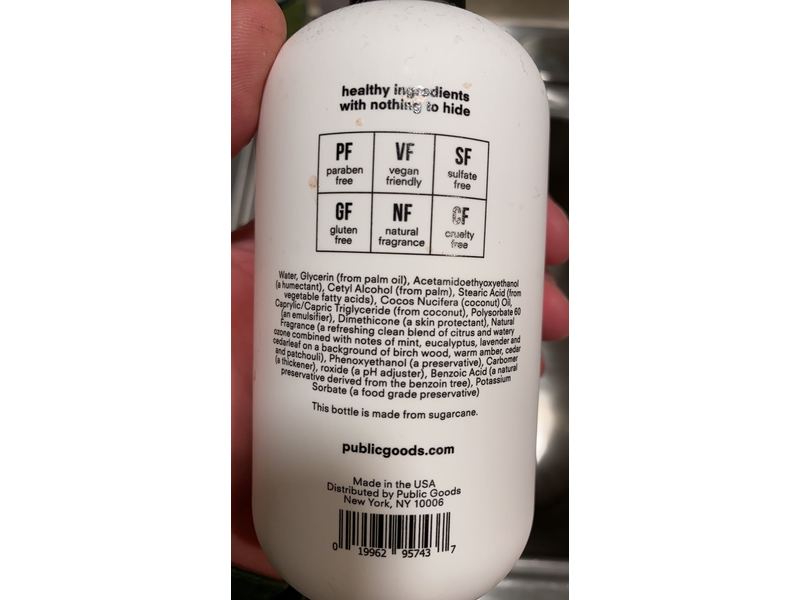 healthy ingredients
with nothing to hide
PF VF SF
paraben free vegan friendly sulfate free
GF NF CF
gluten free natural fragrance cruelty free
Water, Glycerin (from palm oil), Acetamidoethyoxyethanol
(a humectant), Cetyl Alcohol (from palm), Stearic Acid (from
vegetable fatty acids), Cocos Nucifera (coconut) Oil,
Caprylic/Capric Triglyceride (from coconut), Polysorbate 60
(an emulsifier), Dimethicone (a skin protectant), Natural
Fragrance (a refreshing clean blend of citrus and watery
ozone combined with notes of mint, eucalyptus, lavender and
cedarleaf on a background of birch wood, warm amber, cedar
and patchouli), Phenoxyethanol (a preservative), Carbomer
(a thickener), roxide (a pH adjuster), Benzoic Acid (a natural
preservative derived from the benzoin tree), Potassium
Sorbate (a food grade preservative)
This bottle is made from sugarcane.
publicgoods.com
Made in the USA
Distributed by Public Goods
New York, NY 10006
0 19962 95743 7